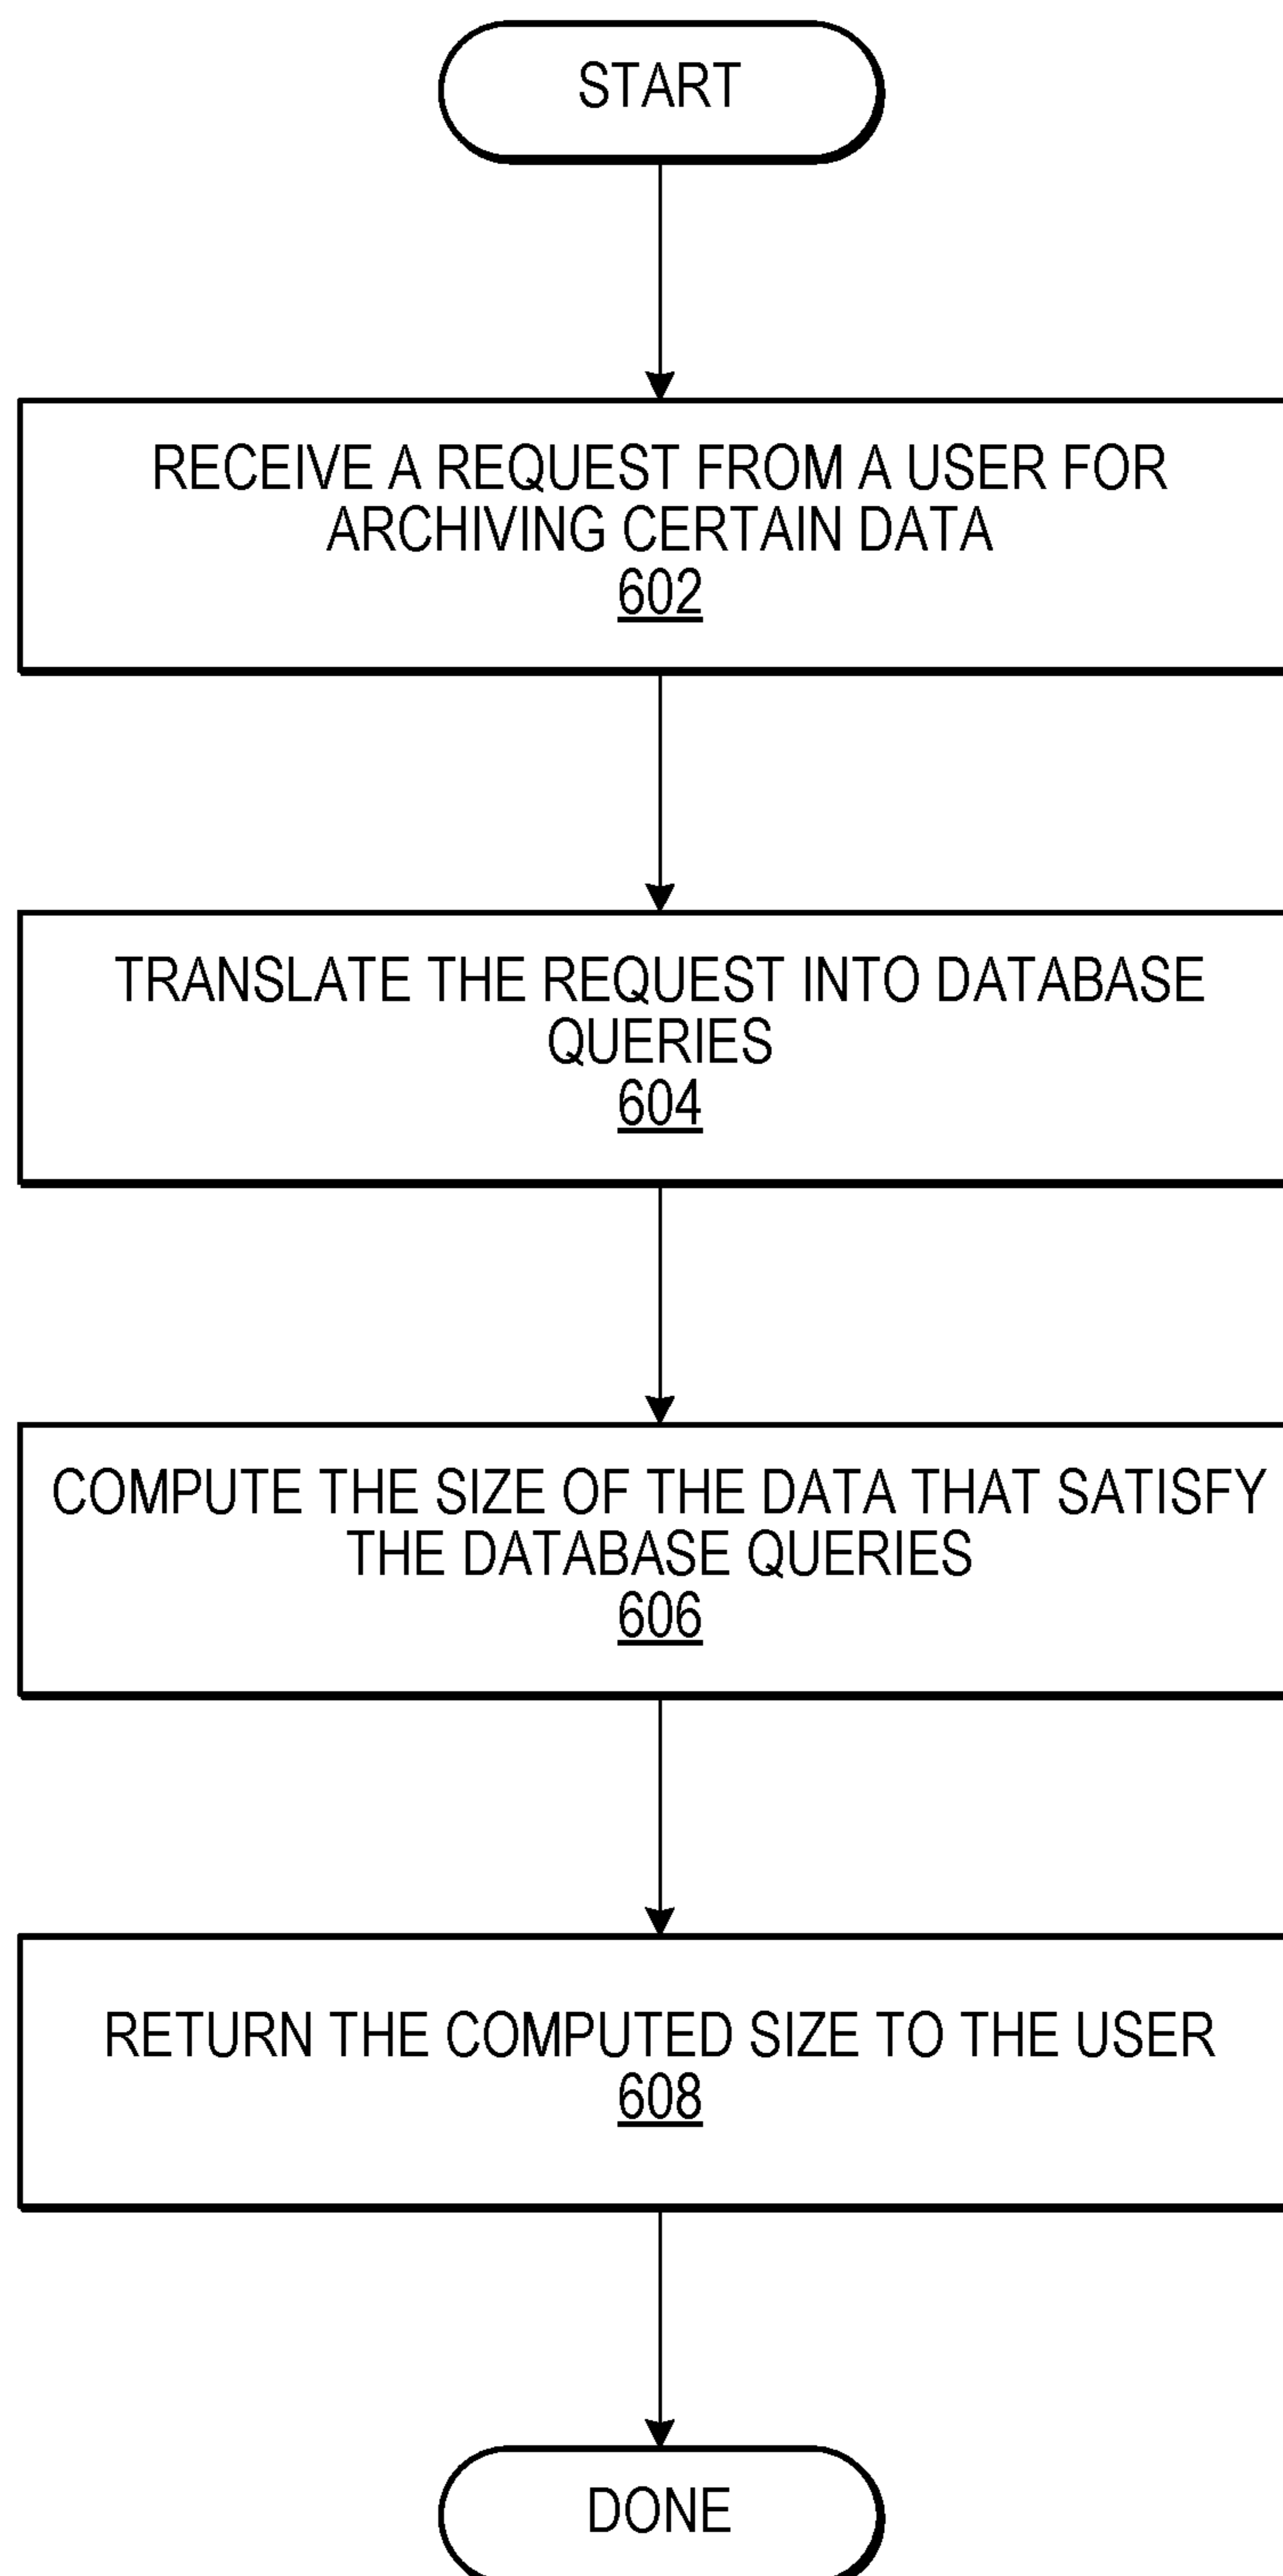 START
RECEIVE A REQUEST FROM A USER FOR
ARCHIVING CERTAIN DATA
602
TRANSLATE THE REQUEST INTO DATABASE
QUERIES
604
COMPUTE THE SIZE OF THE DATA THAT SATISFY
THE DATABASE QUERIES
606
RETURN THE COMPUTED SIZE TO THE USER
608
DONE